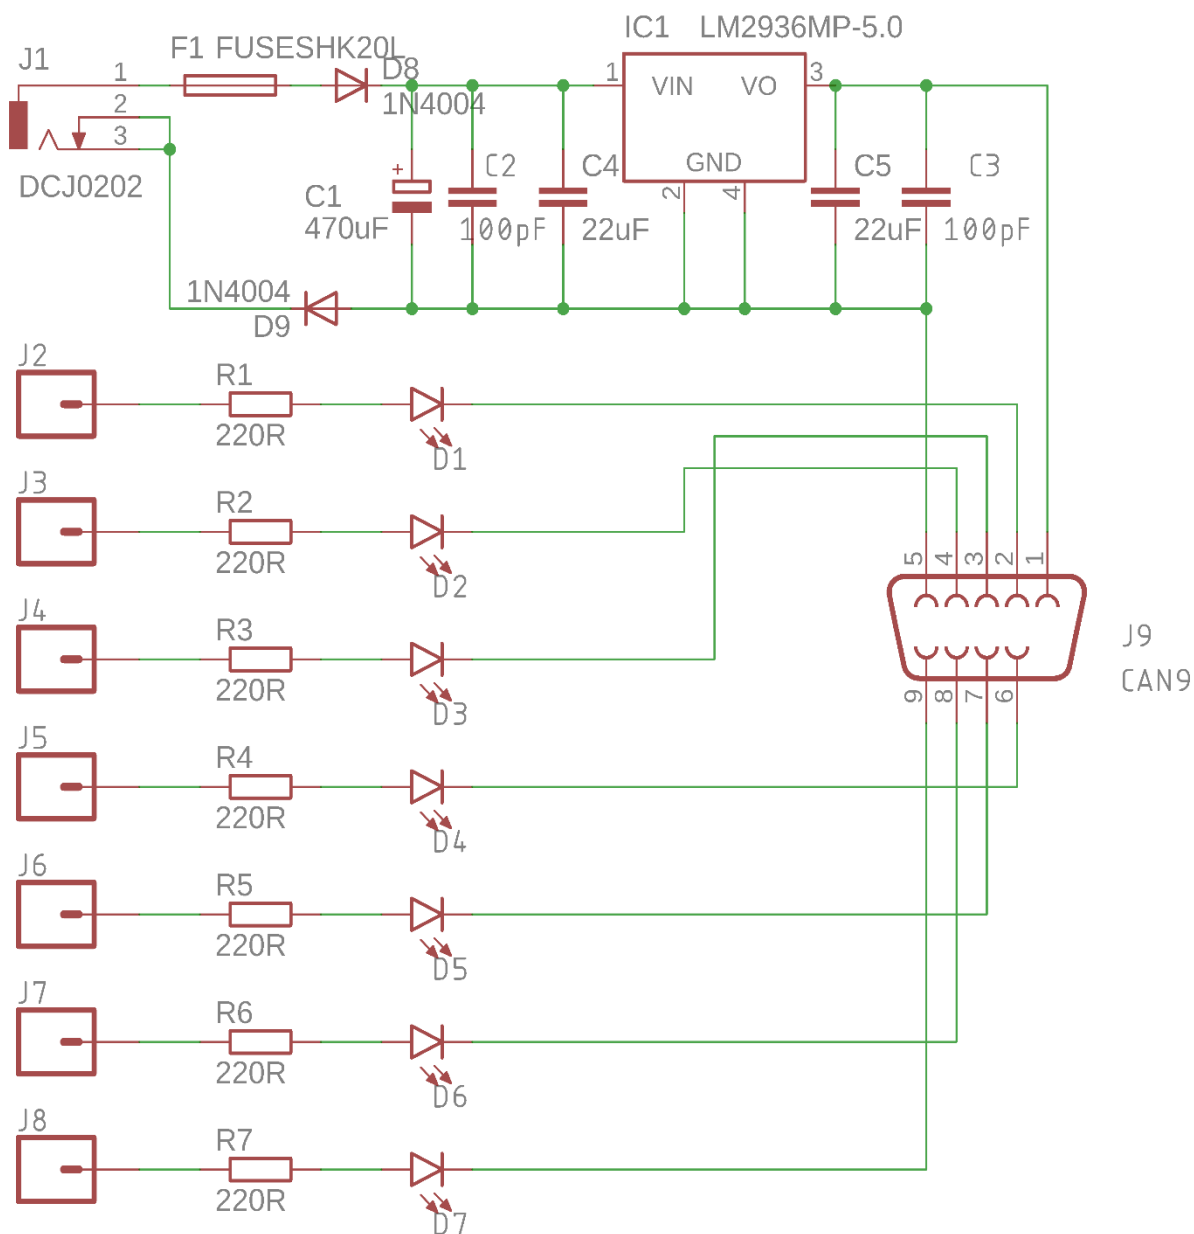 IC1 LM2936MP-5.0
J1
F1 FUSESHK20L
D8
1N4004
1
2
3
DCJ0202
1
VIN
VO
3
GND
2
4
C1
470uF
+
C2
100pF
C4
22uF
C5
22uF
C3
100pF
1N4004
D9
J2
R1
220R
D1
J3
R2
220R
D2
J4
R3
220R
D3
5
4
3
2
1
J9
CAN9
9
8
7
6
J5
R4
220R
D4
J6
R5
220R
D5
J7
R6
220R
D6
J8
R7
220R
D7